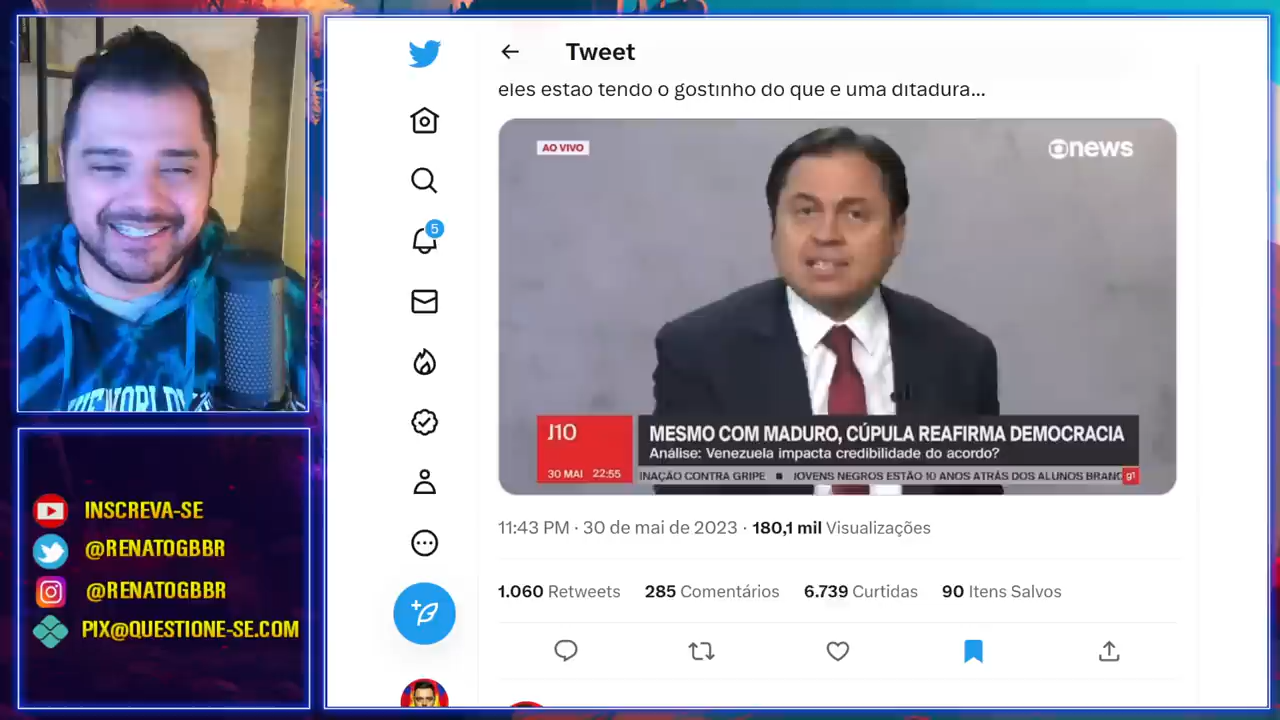 Tweet
eles estao tendo o gostinho do que e uma ditadura...
AO VIVO
news
J10
30 MAI 22:55
MESMO COM MADURO, CÚPULA REAFIRMA DEMOCRACIA
Análise: Venezuela impacta credibilidade do acordo?
INAÇÃO CONTRA GRIPE ■ JOVENS NEGROS ESTÃO 10 ANOS ATRÁS DOS ALUNOS BRANC
g1
11:43 PM · 30 de mai de 2023 · 180,1 mil Visualizações
1.060 Retweets 285 Comentários 6.739 Curtidas 90 Itens Salvos
5
INSCREVA-SE
@RENATOGBBR
@RENATOGBBR
PIX@QUESTIONE-SE.COM